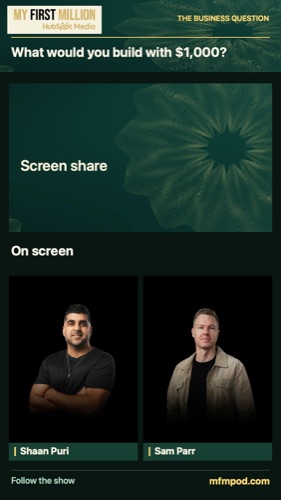 MY FIRST MILLION
HubSpot Media
THE BUSINESS QUESTION
What would you build with $1,000?
Screen share
On screen
Shaan Puri
Sam Parr
Follow the show
mfmpod.com